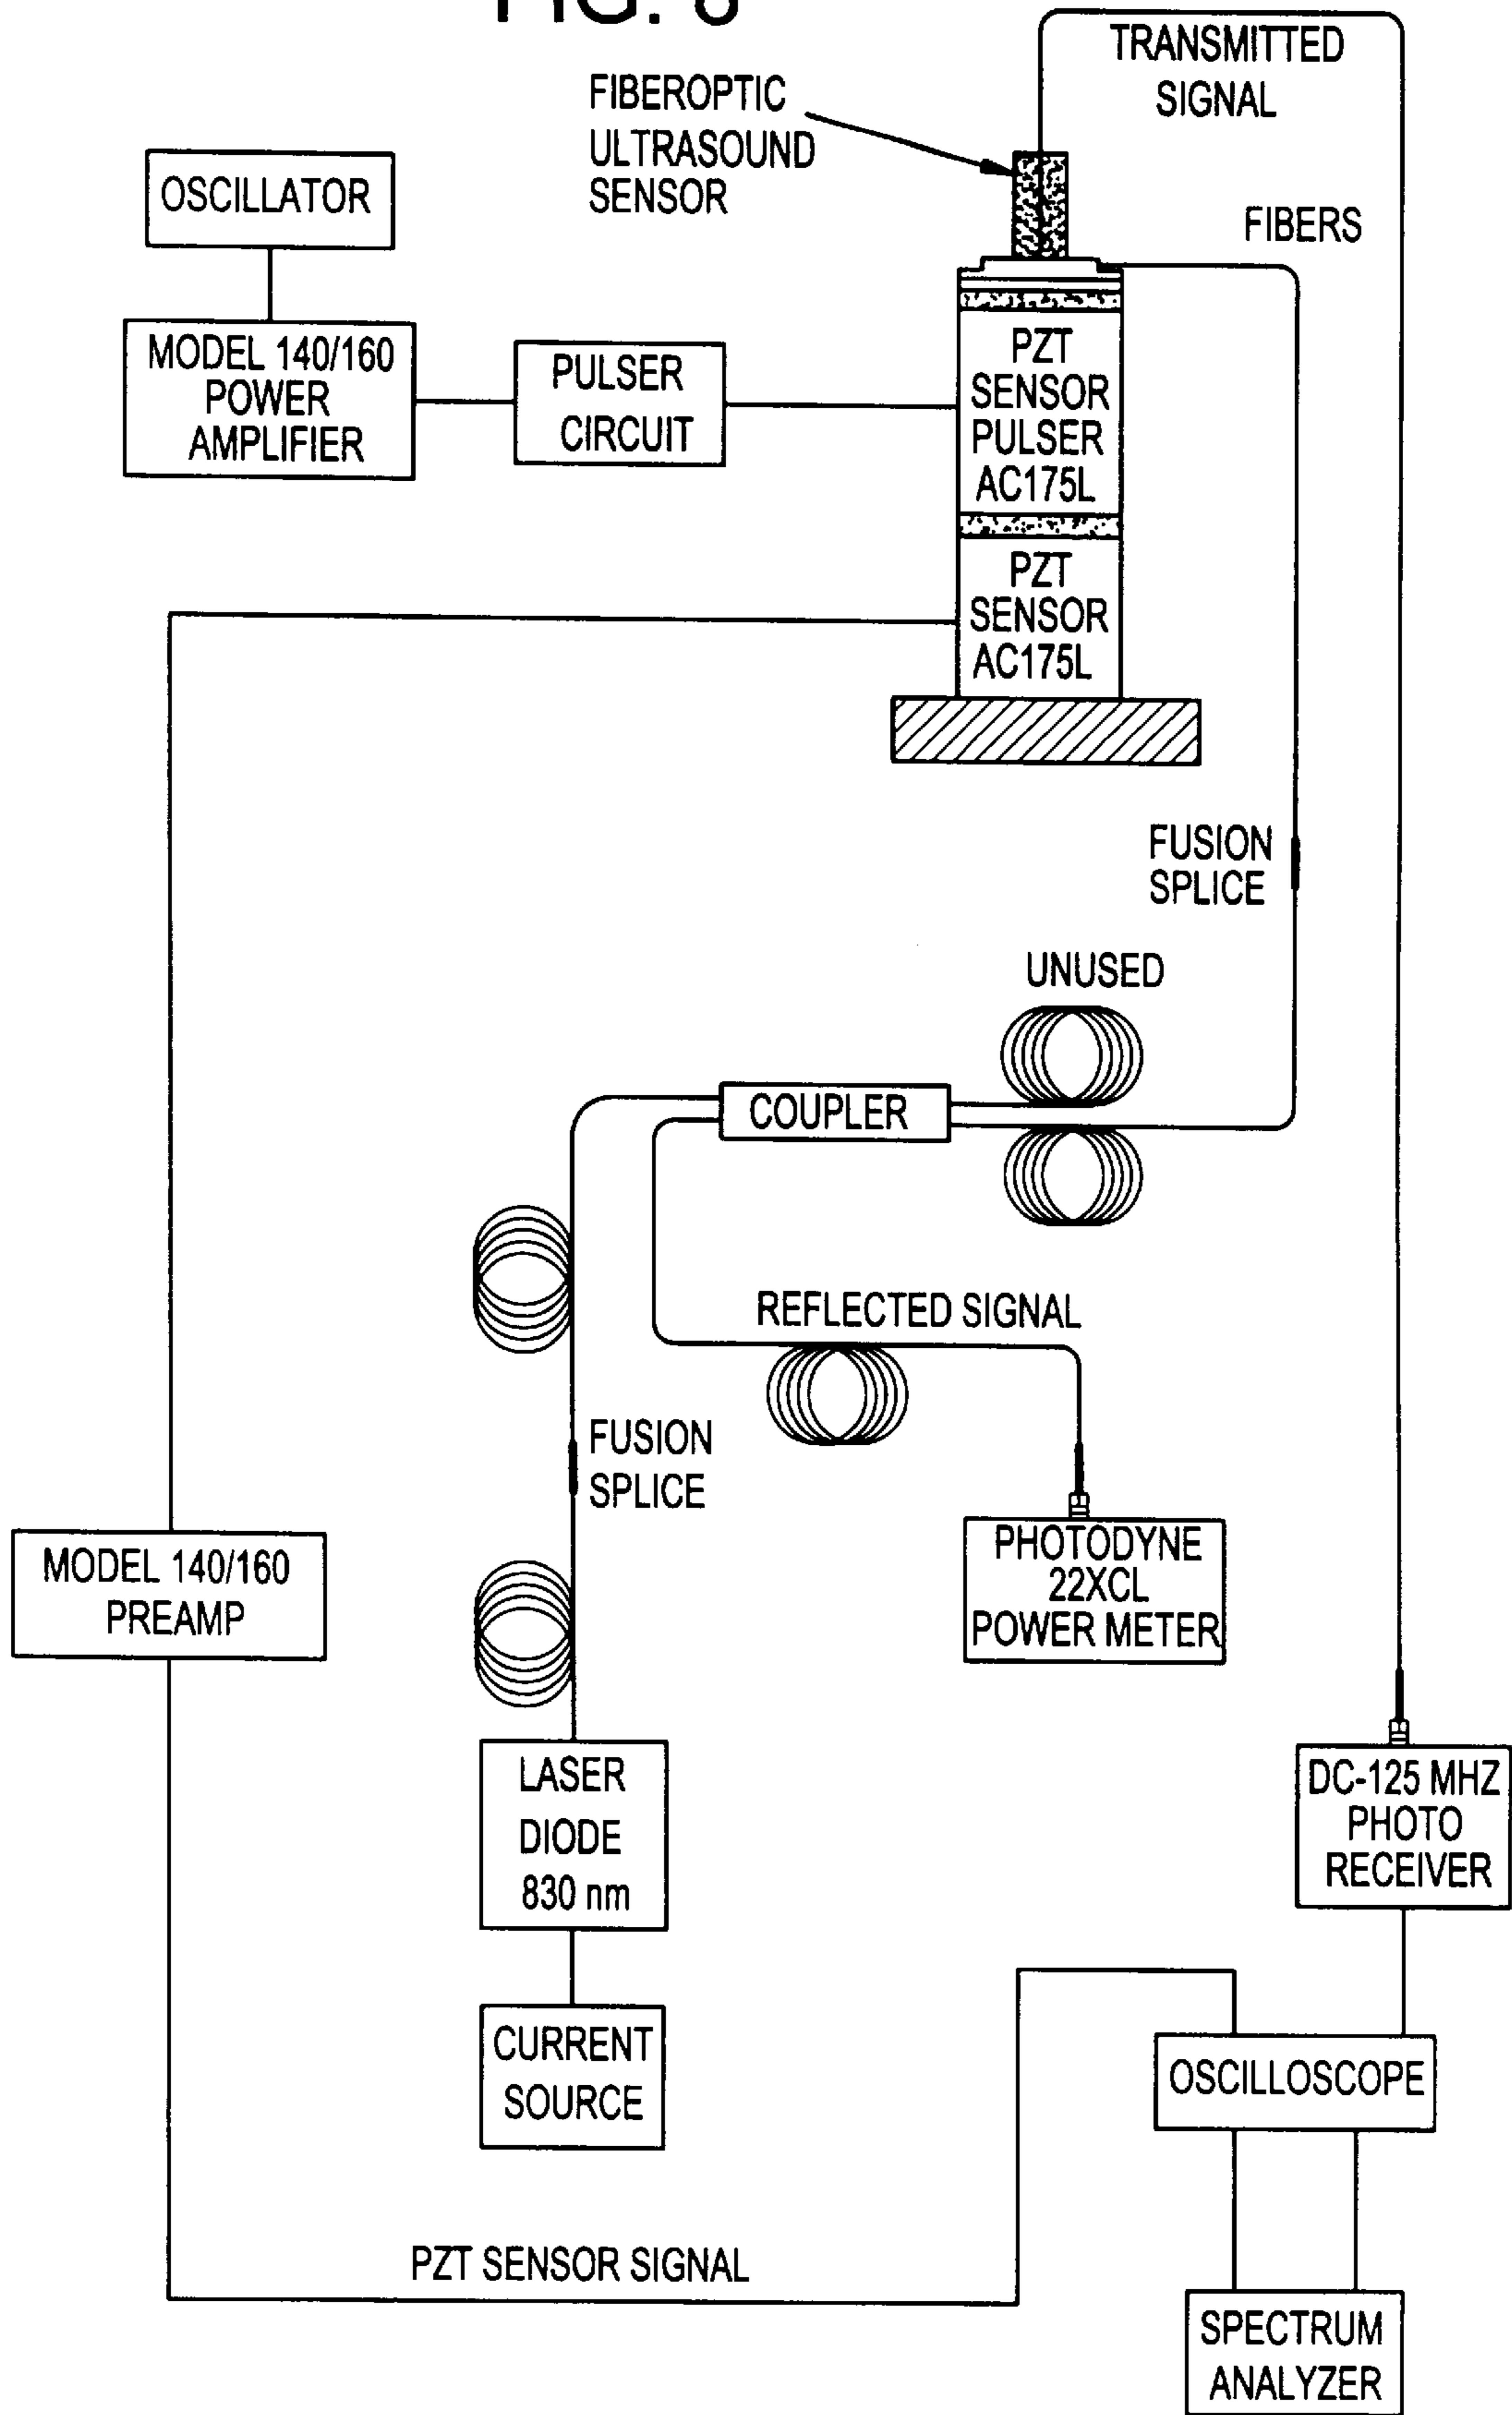 FIG. 8
TRANSMITTED
SIGNAL
FIBEROPTIC
ULTRASOUND
SENSOR
OSCILLATOR
FIBERS
MODEL 140/160
POWER
AMPLIFIER
PULSER
CIRCUIT
PZT
SENSOR
PULSER
AC175L
PZT
SENSOR
AC175L
FUSION
SPLICE
UNUSED
COUPLER
REFLECTED SIGNAL
FUSION
SPLICE
MODEL 140/160
PREAMP
PHOTODYNE
22XCL
POWER METER
LASER
DIODE
830 nm
DC-125 MHZ
PHOTO
RECEIVER
CURRENT
SOURCE
OSCILLOSCOPE
PZT SENSOR SIGNAL
SPECTRUM
ANALYZER